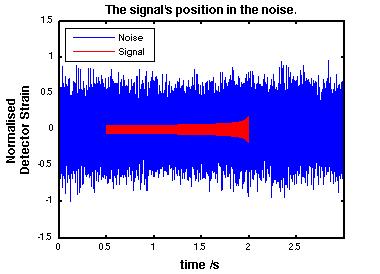 The signal's position in the noise.
Noise
Signal
Normalised
Detector Strain
1.5
1
0.5
0
-0.5
-1
-1.5
0
0.5
1
1.5
2
2.5
time /s